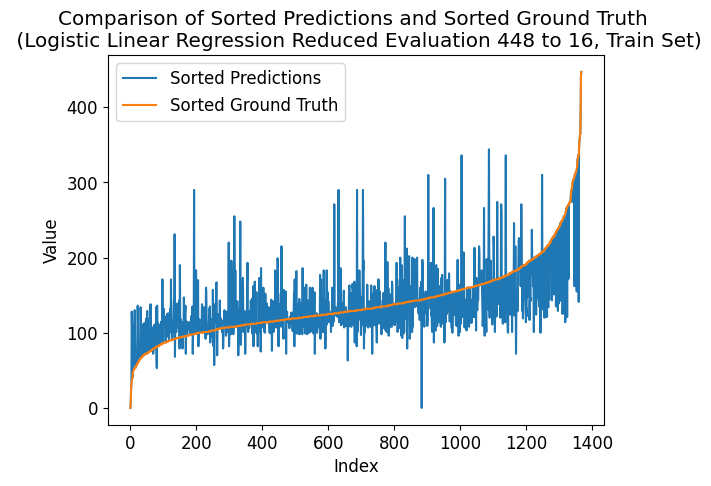 Comparison of Sorted Predictions and Sorted Ground Truth
(Logistic Linear Regression Reduced Evaluation 448 to 16, Train Set)
Sorted Predictions
Sorted Ground Truth
400
300
200
100
0
Value
0 200 400 600 800 1000 1200 1400
Index